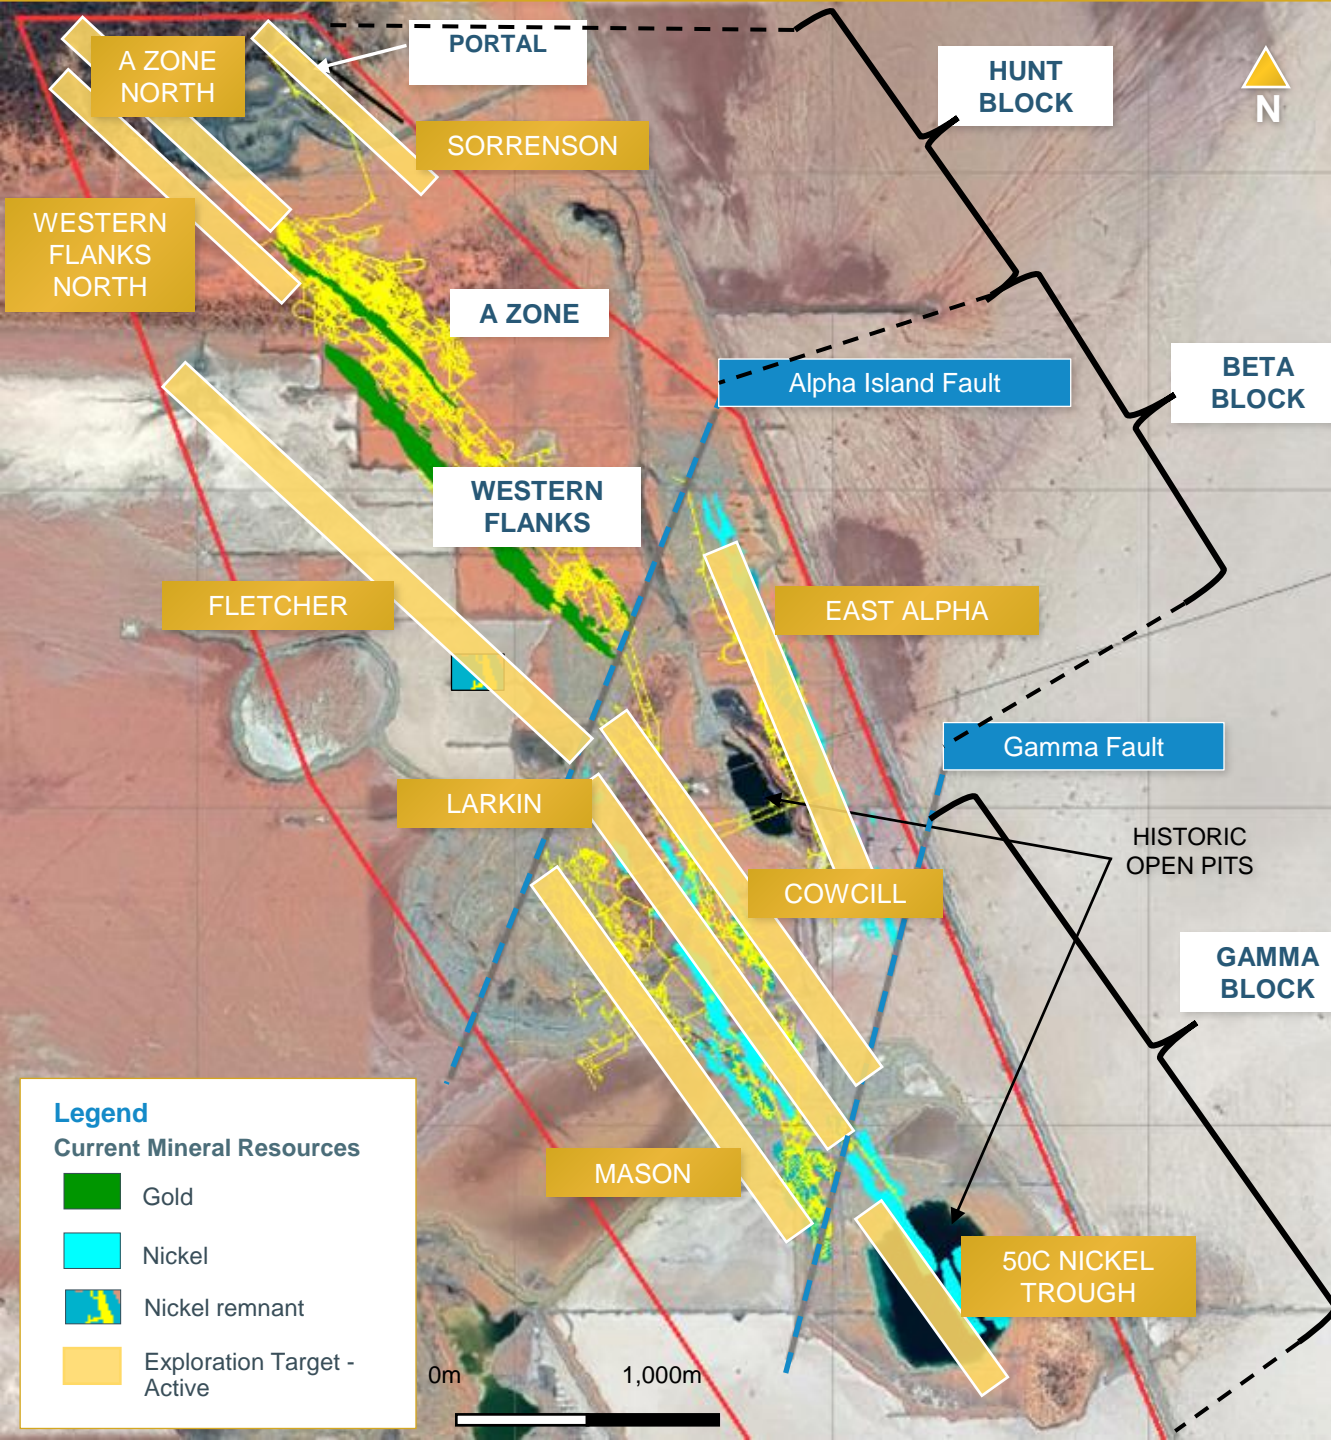 PORTAL
A ZONE
NORTH
HUNT
BLOCK
N
SORRENSON
WESTERN
FLANKS
NORTH
A ZONE
Alpha Island Fault
BETA
BLOCK
WESTERN
FLANKS
FLETCHER
EAST ALPHA
Gamma Fault
LARKIN
HISTORIC
OPEN PITS
COWCILL
GAMMA
BLOCK
MASON
50C NICKEL
TROUGH
Legend
Current Mineral Resources
Gold
Nickel
Nickel remnant
Exploration Target -
Active
0m
1,000m